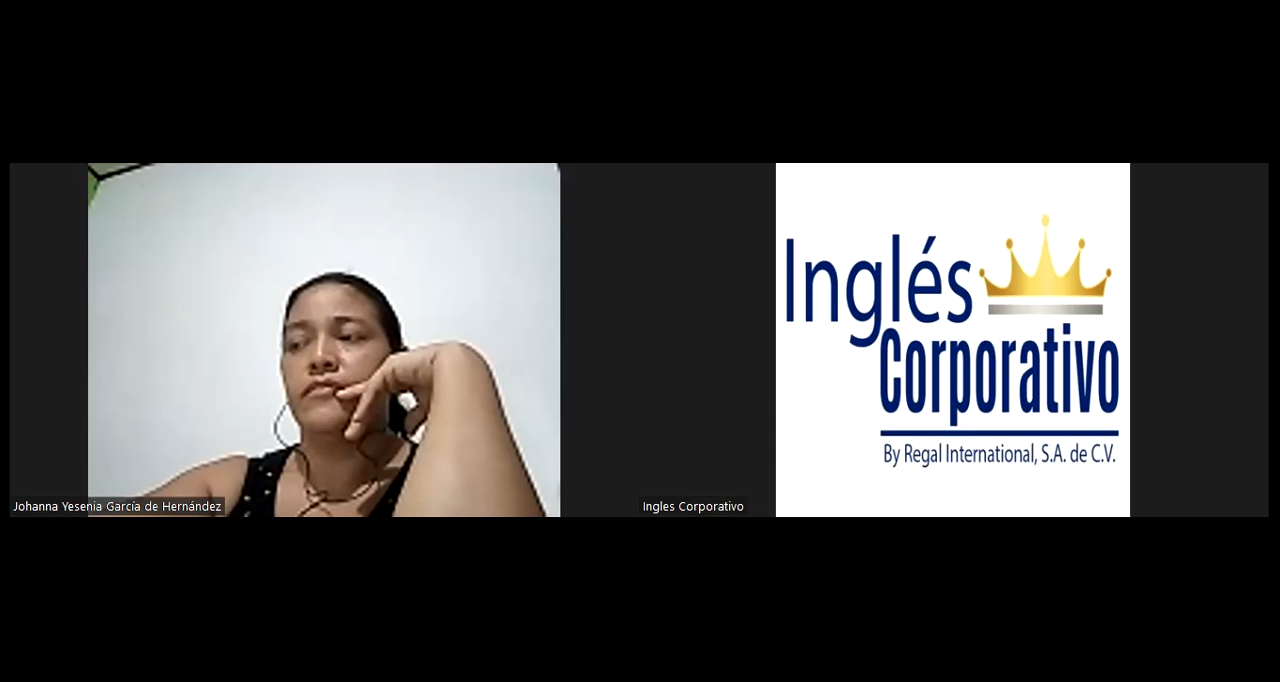 Inglés
Corporativo
By Regal International, S.A. de C.V.
Johanna Yesenia García de Hernández
Ingles Corporativo